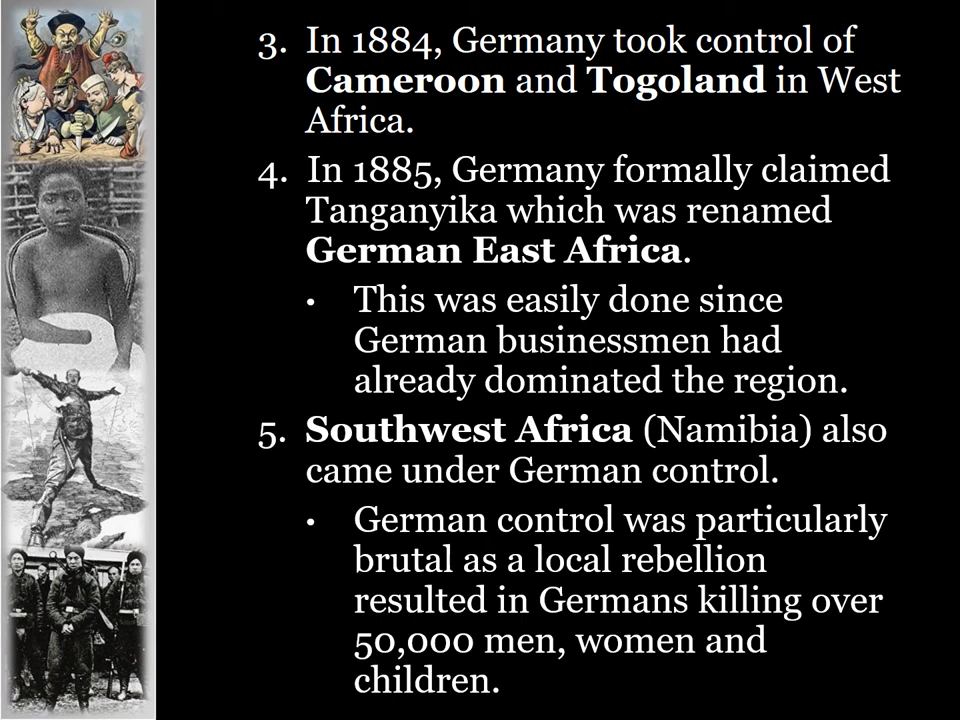 3. In 1884, Germany took control of
Cameroon and Togoland in West
Africa.
4. In 1885, Germany formally claimed
Tanganyika which was renamed
German East Africa.
• This was easily done since
German businessmen had
already dominated the region.
5. Southwest Africa (Namibia) also
came under German control.
• German control was particularly
brutal as a local rebellion
resulted in Germans killing over
50,000 men, women and
children.